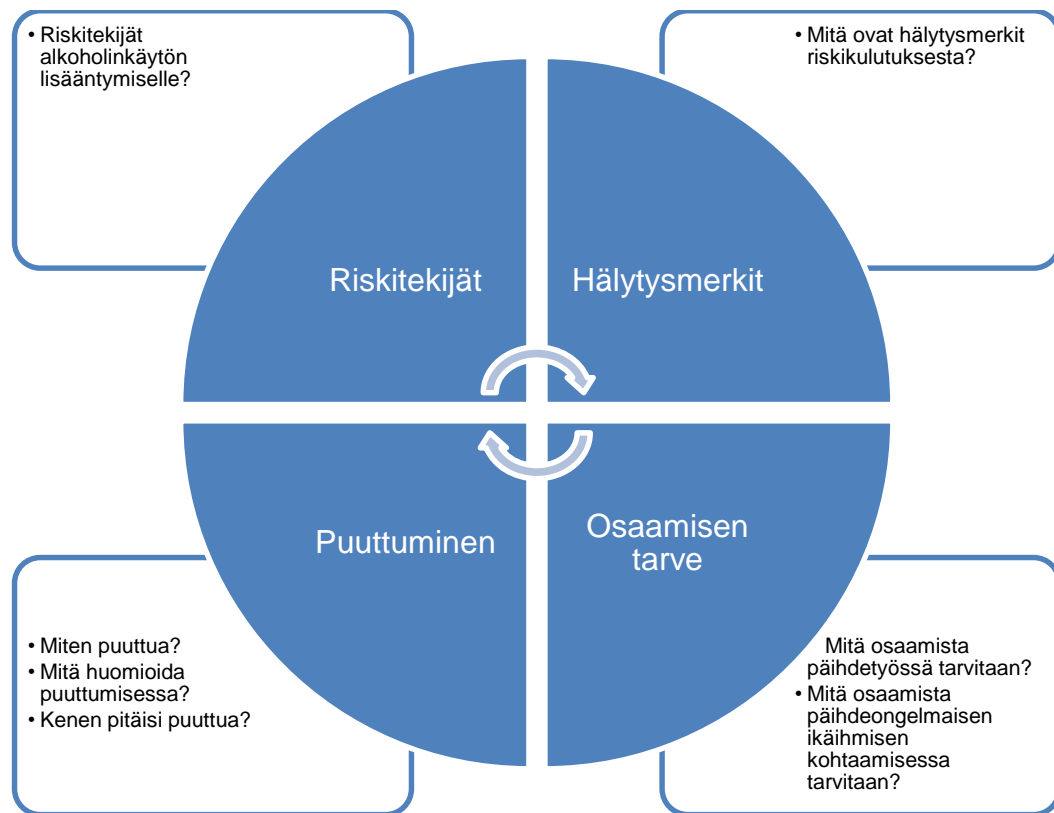 • Riskitekijät
alkoholinkäytön
lisääntymiselle?
• Mitä ovat hälytysmerkit
riskikulutuksesta?
Riskitekijät
Hälytysmerkit
Puuttuminen
Osaamisen
tarve
• Miten puuttua?
• Mitä huomioida
puuttumisessa?
• Kenen pitäisi puuttua?
Mitä osaamista
päihdetyössä tarvitaan?
• Mitä osaamista
päihdeongelmaisen
ikäihmisen
kohtaamisessa
tarvitaan?